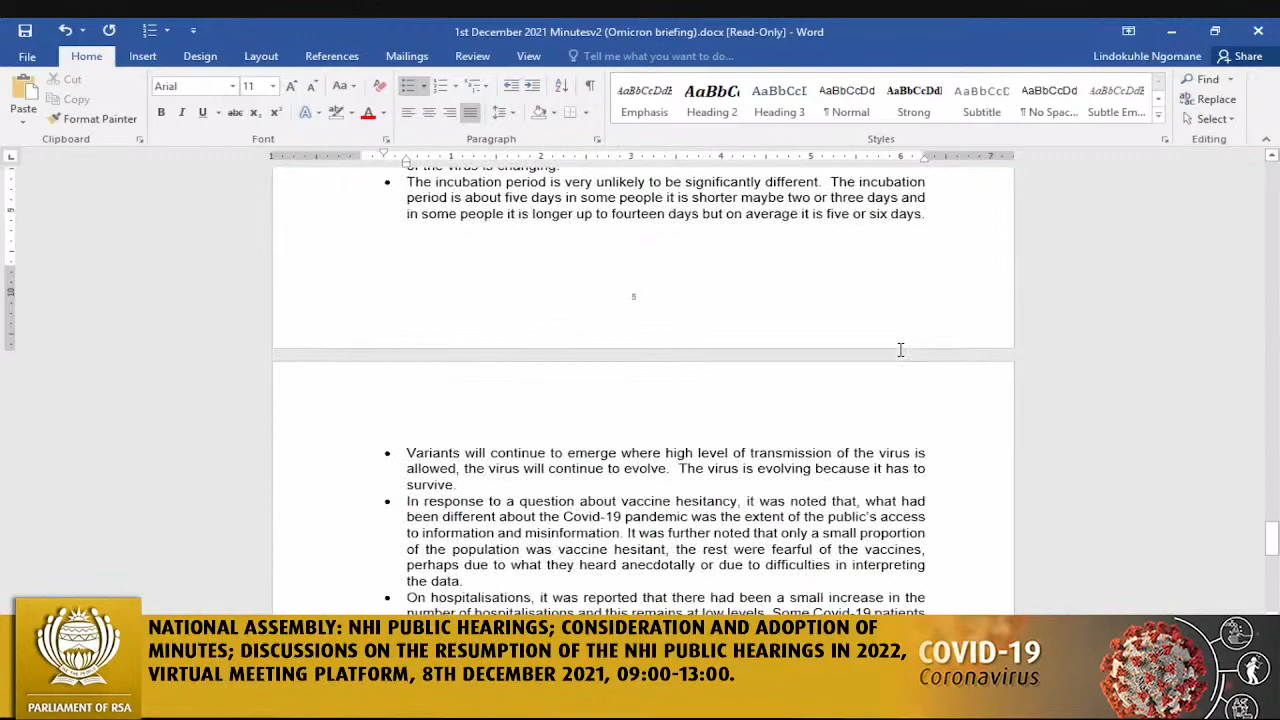 1st December 2021 Minutesv2 (Omicron briefing).docx [Read-Only] - Word
File Home Insert Design Layout References Mailings Review View Tell me what you want to do... Lindokuhle Ngomane Share
Paste
Cut
Copy
Format Painter
Clipboard
Arial 11
Font
Paragraph
AaBbCcDdE AaBbC AaBbCcI AaBbCcDd AaBbCcDd AaBbCcD AaBbCcDd AaBbCcDd
Emphasis Heading 2 Heading 3 ¶ Normal Strong Subtitle ¶ No Spac... Subtle Em...
Styles
Find
Replace
Select
Editing
1 1 2 3 4 5 6 7
of the virus is changing.
• The incubation period is very unlikely to be significantly different. The incubation
period is about five days in some people it is shorter maybe two or three days and
in some people it is longer up to fourteen days but on average it is five or six days.
5
• Variants will continue to emerge where high level of transmission of the virus is
allowed, the virus will continue to evolve. The virus is evolving because it has to
survive.
• In response to a question about vaccine hesitancy, it was noted that, what had
been different about the Covid-19 pandemic was the extent of the public's access
to information and misinformation. It was further noted that only a small proportion
of the population was vaccine hesitant, the rest were fearful of the vaccines,
perhaps due to what they heard anecdotally or due to difficulties in interpreting
the data.
• On hospitalisations, it was reported that there had been a small increase in the
number of hospitalisations and this remains at low levels. Some Covid-19 patients
PARLIAMENT OF RSA
NATIONAL ASSEMBLY: NHI PUBLIC HEARINGS; CONSIDERATION AND ADOPTION OF
MINUTES; DISCUSSIONS ON THE RESUMPTION OF THE NHI PUBLIC HEARINGS IN 2022,
VIRTUAL MEETING PLATFORM, 8TH DECEMBER 2021, 09:00-13:00.
COVID-19
Coronavirus